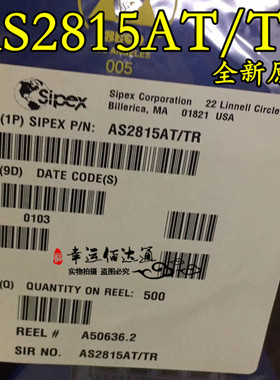 AS2815AT/T
全新原
005
Sipex
Sipex Corporation 22 Linnell Circle
Billerica, MA 01821 USA
(1P) SIPEX P/N: AS2815AT/TR
(9D) DATE CODE(S)
0103
幸运佰达通
实物拍摄 盗图必究
(Q) QUANTITY ON REEL: 500
REEL # A50636.2
SIR NO. AS2815AT/TR